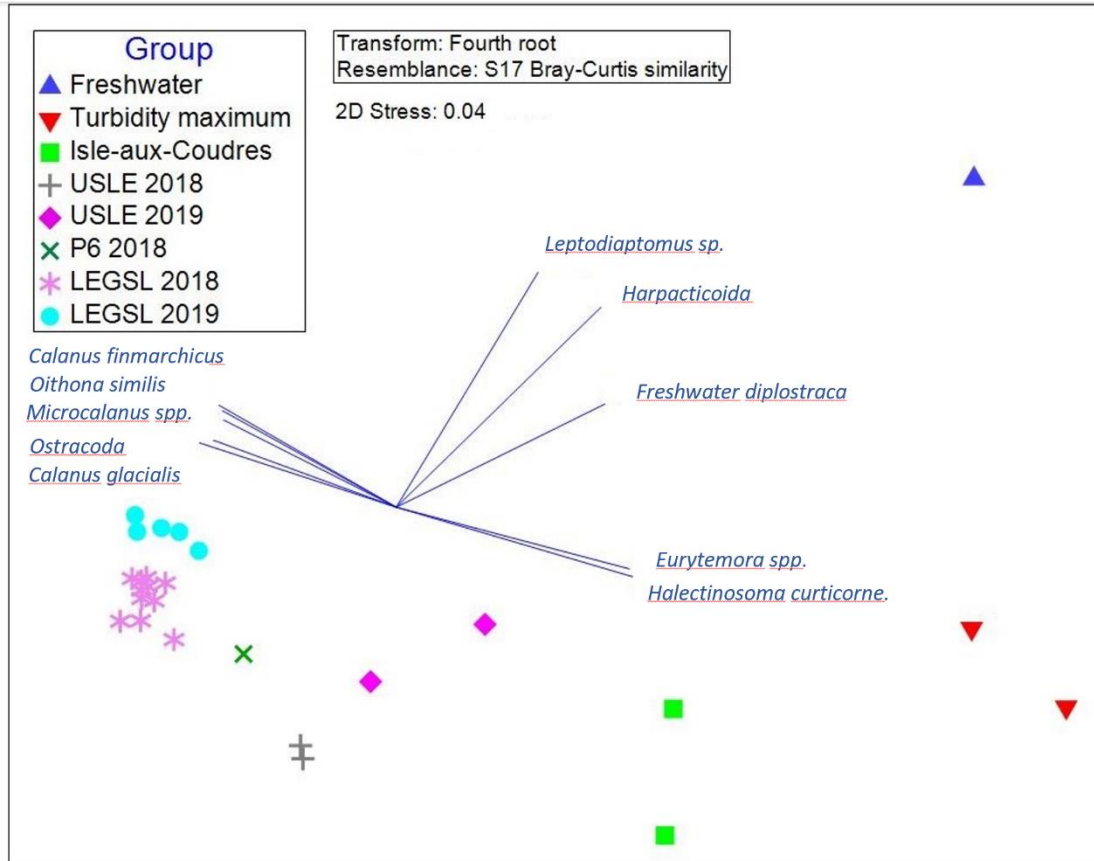 Group
Freshwater
Turbidity maximum
Isle-aux-Coudres
USLE 2018
USLE 2019
P6 2018
LEGSL 2018
LEGSL 2019
Transform: Fourth root
Resemblance: S17 Bray-Curtis similarity
2D Stress: 0.04
Leptodiaptomus sp.
Harpacticoida
Freshwater diplostraca
Calanus finmarchicus
Oithona similis
Microcalanus spp.
Ostracoda
Calanus glacialis
Eurytemora spp.
Halectinosoma curticorne.